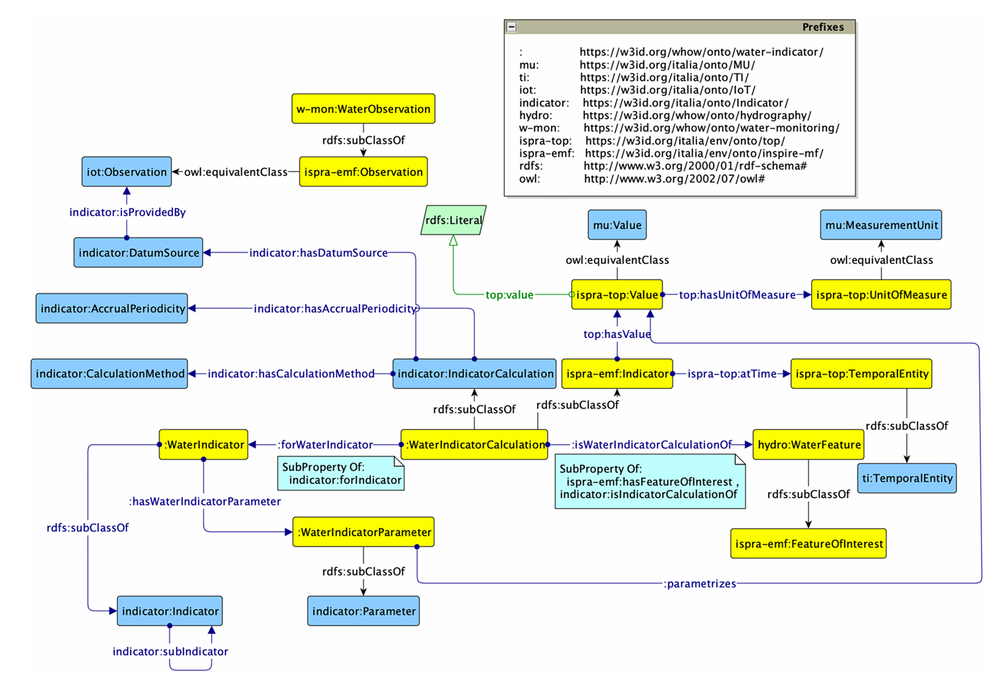 Prefixes
: https://w3id.org/whow/onto/water-indicator/
mu: https://w3id.org/italia/onto/MU/
ti: https://w3id.org/italia/onto/TI/
iot: https://w3id.org/italia/onto/IoT/
indicator: https://w3id.org/italia/onto/Indicator/
hydro: https://w3id.org/whow/onto/hydrography/
w-mon: https://w3id.org/whow/onto/water-monitoring/
ispra-top: https://w3id.org/italia/env/onto/top/
ispra-emf: https://w3id.org/italia/env/onto/inspire-mf/
rdfs: http://www.w3.org/2000/01/rdf-schema#
owl: http://www.w3.org/2002/07/owl#
w-mon:WaterObservation
rdfs:subClassOf
iot:Observation
owl:equivalentClass
ispra-emf:Observation
indicator:isProvidedBy
rdfs:Literal
mu:Value
mu:MeasurementUnit
indicator:DatumSource
indicator:hasDatumSource
owl:equivalentClass
owl:equivalentClass
top:value
ispra-top:Value
top:hasUnitOfMeasure
ispra-top:UnitOfMeasure
indicator:AccrualPeriodicity
indicator:hasAccrualPeriodicity
top:hasValue
indicator:CalculationMethod
indicator:hasCalculationMethod
indicator:IndicatorCalculation
ispra-emf:Indicator
ispra-top:atTime
ispra-top:TemporalEntity
rdfs:subClassOf
rdfs:subClassOf
rdfs:subClassOf
:WaterIndicator
:forWaterIndicator
:WaterIndicatorCalculation
:isWaterIndicatorCalculationOf
hydro:WaterFeature
SubProperty Of:
indicator:forIndicator
SubProperty Of:
ispra-emf:hasFeatureOfInterest ,
indicator:isIndicatorCalculationOf
ti:TemporalEntity
:hasWaterIndicatorParameter
rdfs:subClassOf
rdfs:subClassOf
:WaterIndicatorParameter
ispra-emf:FeatureOfInterest
rdfs:subClassOf
:parametrizes
indicator:Indicator
indicator:Parameter
indicator:subIndicator